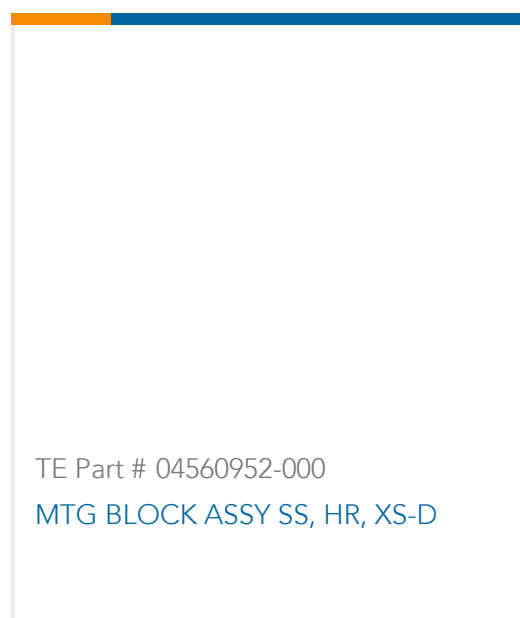 TE Part # 04560952-000
MTG BLOCK ASSY SS, HR, XS-D